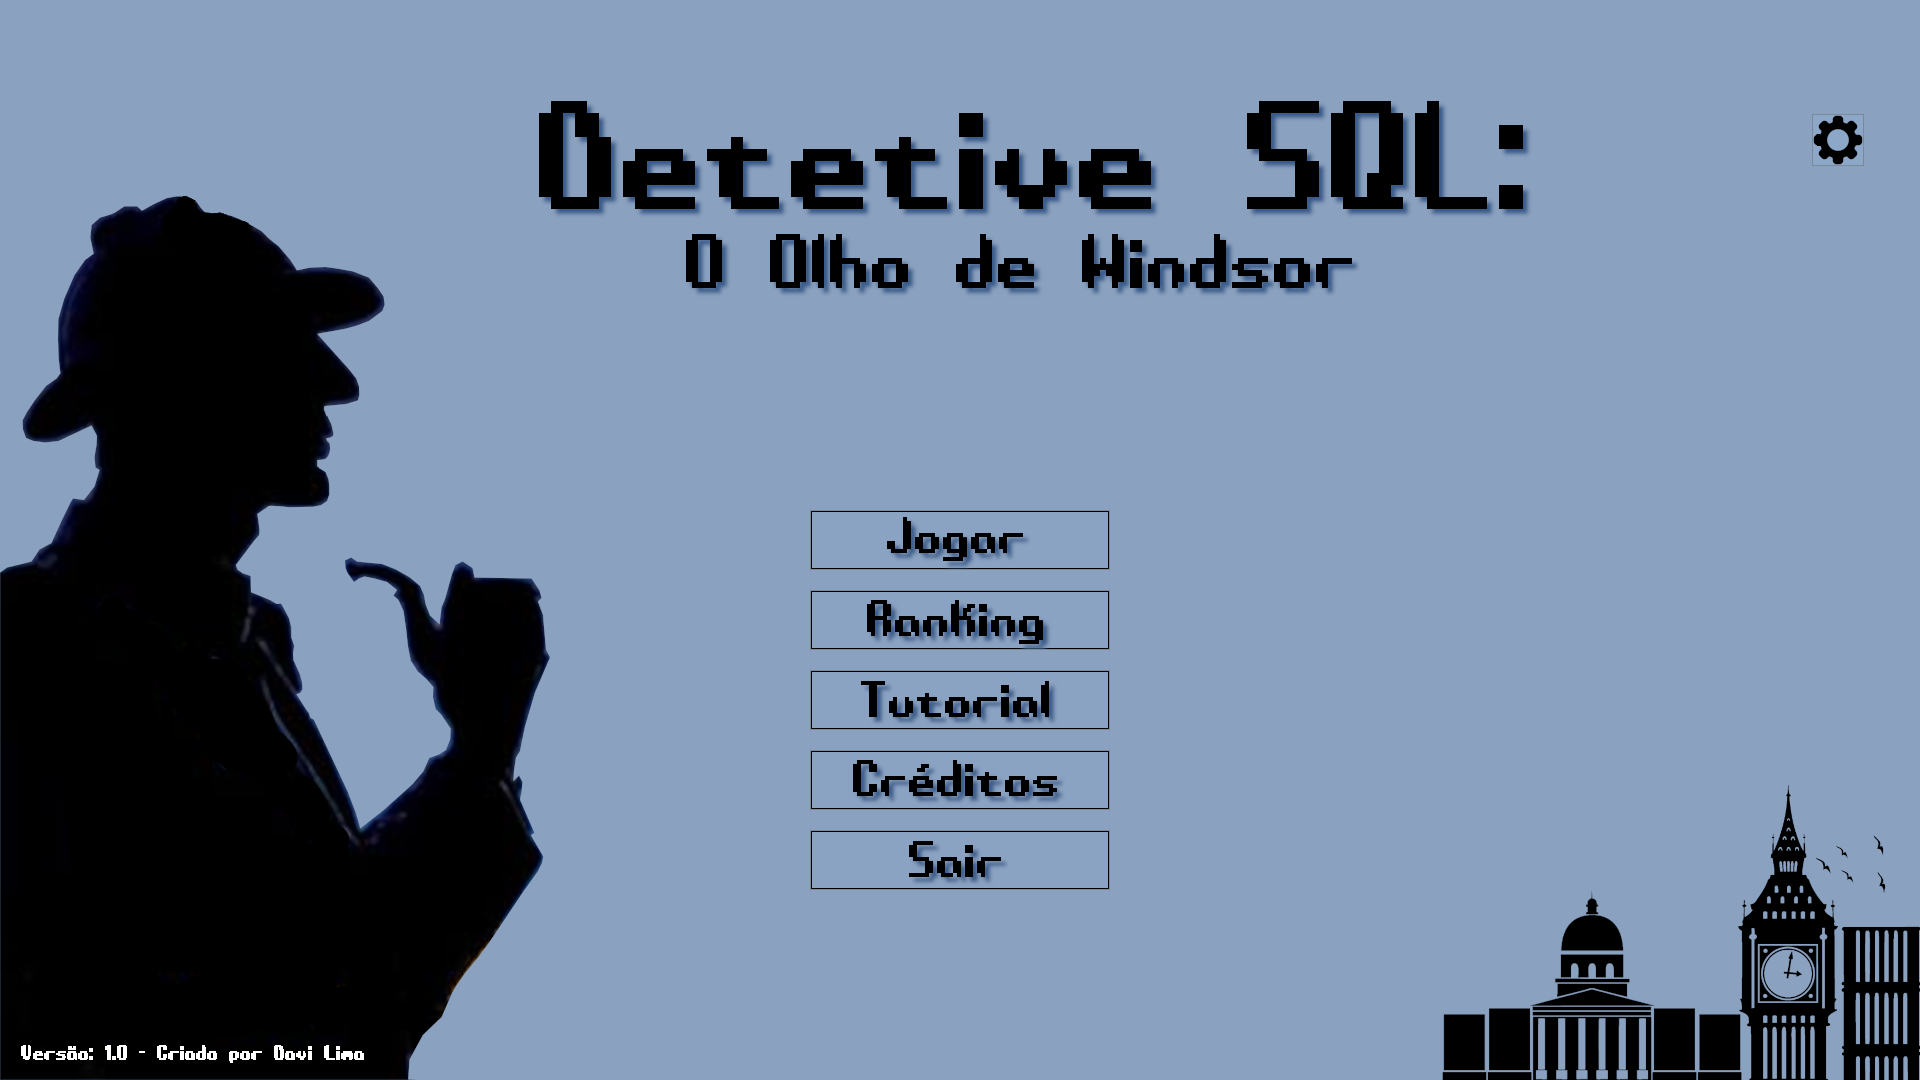 Detetive SQL:
O Olho de Windsor
Jogar
Ranking
Tutorial
Créditos
Sair
Versão: 1.0 - Criado por Davi Lima